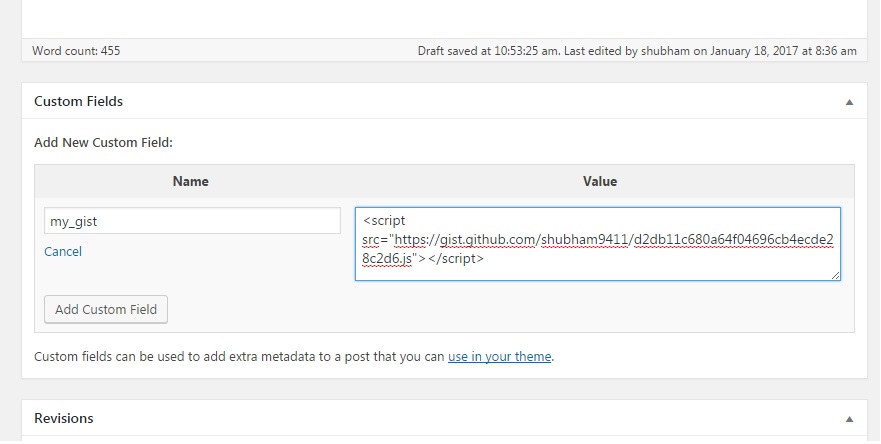 Word count: 455
Draft saved at 10:53:25 am. Last edited by shubham on January 18, 2017 at 8:36 am
Custom Fields
Add New Custom Field:
Name
Value
my_gist
<script
src="https://gist.github.com/shubham9411/d2db11c680a64f04696cb4ecde2
8c2d6.js"></script>
Cancel
Add Custom Field
Custom fields can be used to add extra metadata to a post that you can use in your theme.
Revisions